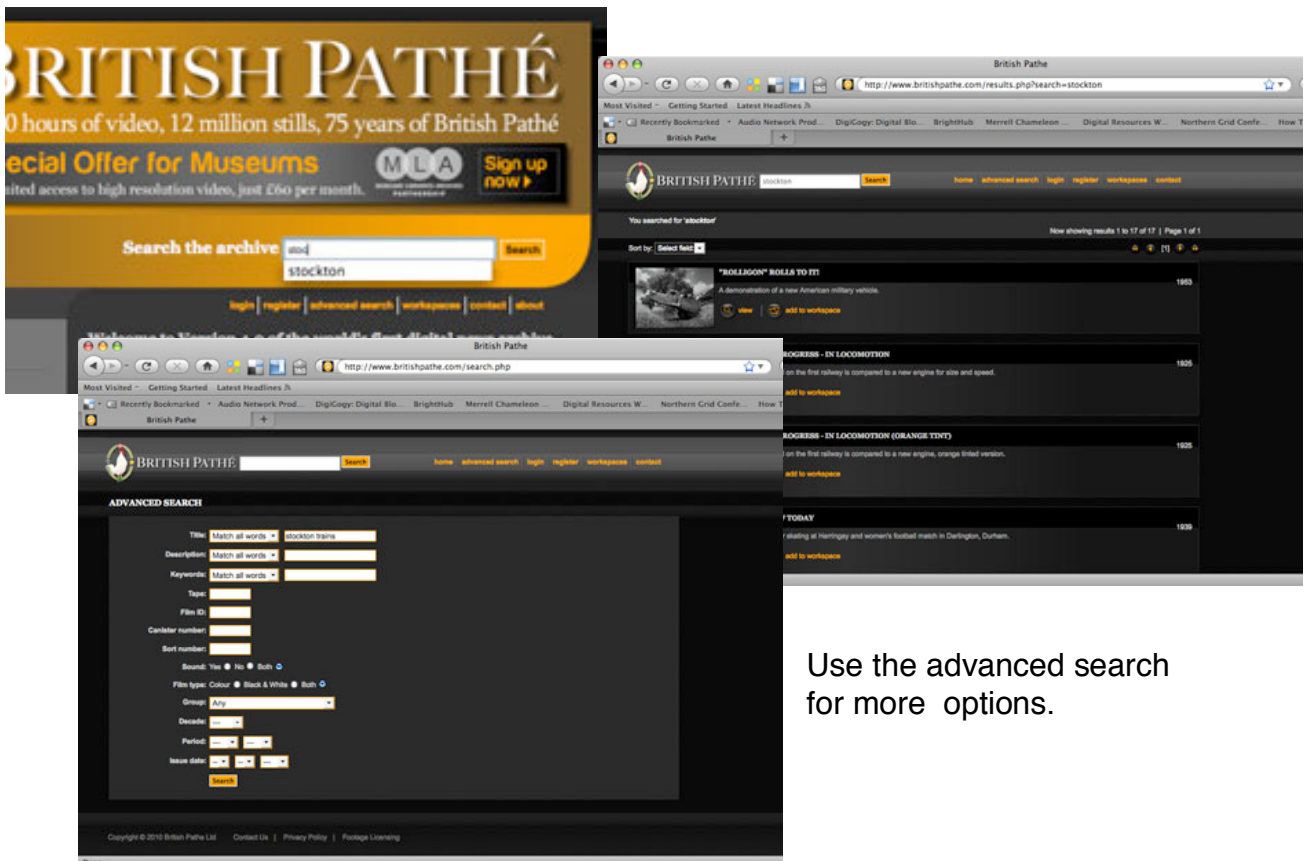 BRITISH PATHÉ
0 hours of video, 12 million stills, 75 years of British Pathé
ecial Offer for Museums
MLA
Sign up
now
ited access to high resolution video, just £60 per month.
PARTNERSHIP
Search the archive stoc Search
stockton
login | register | advanced search | workspaces | contact | about
British Pathe
http://www.britishpathe.com/results.php?search=stockton
Most Visited Getting Started Latest Headlines
Recently Bookmarked Audio Network Prod... DigiCogy: Digital Blo... BrightHub Merrell Chameleon ... Digital Resources W... Northern Grid Confe... How T
British Pathe +
BRITISH PATHÉ stockton Search home advanced search login register workspaces contact
You searched for 'stockton'
Now showing results 1 to 17 of 17 | Page 1 of 1
Sort by: Select field [1]
"ROLLIGON" ROLLS TO IT!
1953
A demonstration of a new American military vehicle.
view | add to workspace
ROGRESS - IN LOCOMOTION
1925
on the first railway is compared to a new engine for size and speed.
add to workspace
ROGRESS - IN LOCOMOTION (ORANGE TINT)
1925
on the first railway is compared to a new engine, orange tinted version.
add to workspace
TODAY
1939
skating at Harringay and women's football match in Darlington, Durham.
add to workspace
British Pathe
http://www.britishpathe.com/search.php
Most Visited Getting Started Latest Headlines
Recently Bookmarked Audio Network Prod... DigiCogy: Digital Blo... BrightHub Merrell Chameleon ... Digital Resources W... Northern Grid Confe... How T
British Pathe +
BRITISH PATHÉ Search home advanced search login register workspaces contact
ADVANCED SEARCH
Title: Match all words stockton trains
Description: Match all words
Keywords: Match all words
Tape:
Film ID:
Canister number:
Sort number:
Sound: Yes No Both
Film type: Colour Black & White Both
Group: Any
Decade: ---
Period: --- ---
Issue date: -- -- ---
Search
Copyright © 2010 British Pathe Ltd Contact Us | Privacy Policy | Footage Licensing
Use the advanced search
for more options.